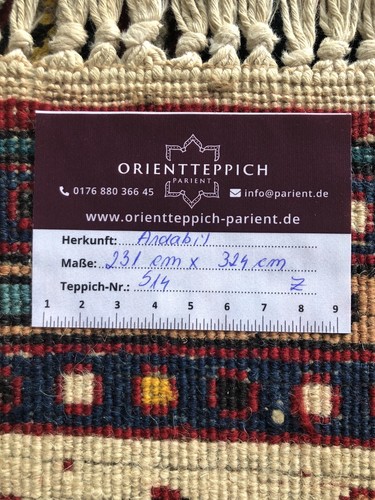 ORIENTTEPPICH
PARIENT
0176 880 366 45 info@parient.de
www.orientteppich-parient.de
Herkunft: Ardabil
Maße: 231 cm x 324 cm
Teppich-Nr.: 514 Z
1 2 3 4 5 6 7 8 9